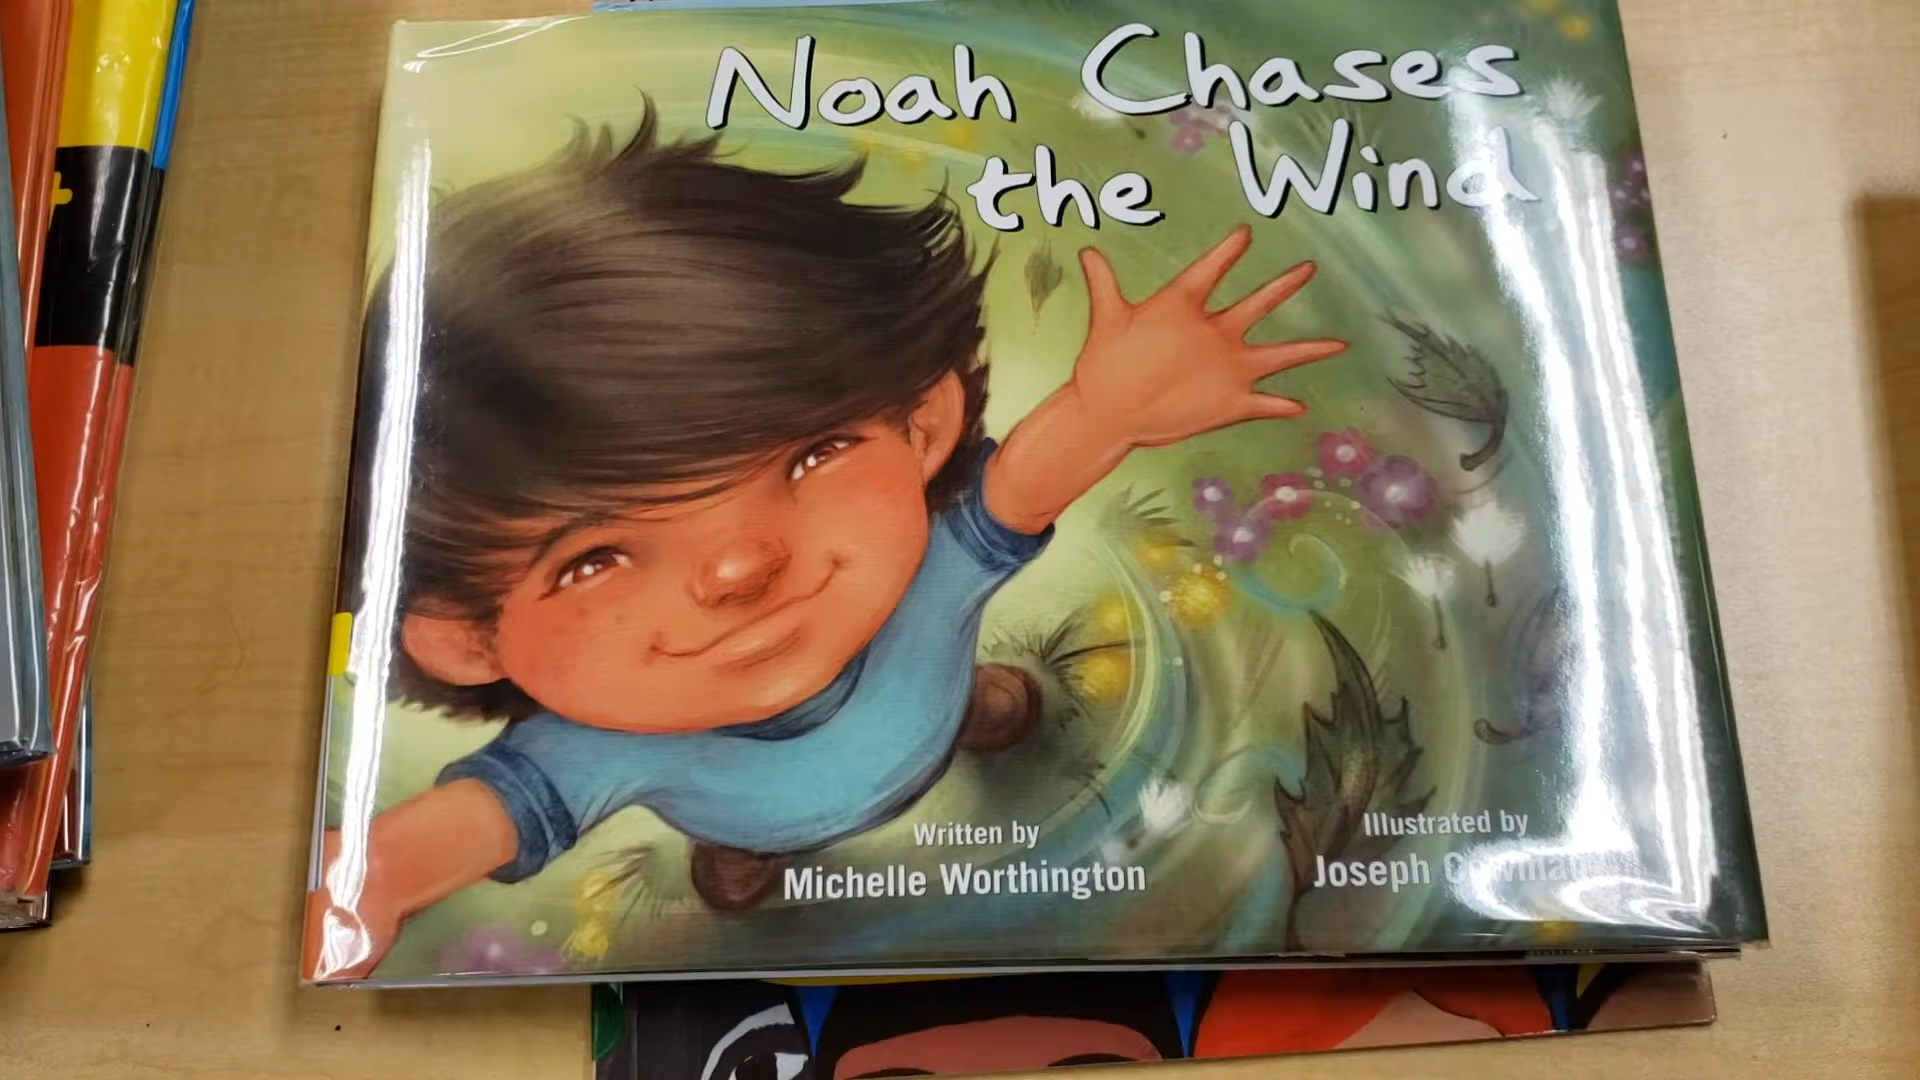 Noah Chases
the Wind
Written by
Michelle Worthington
Illustrated by
Joseph Cowman